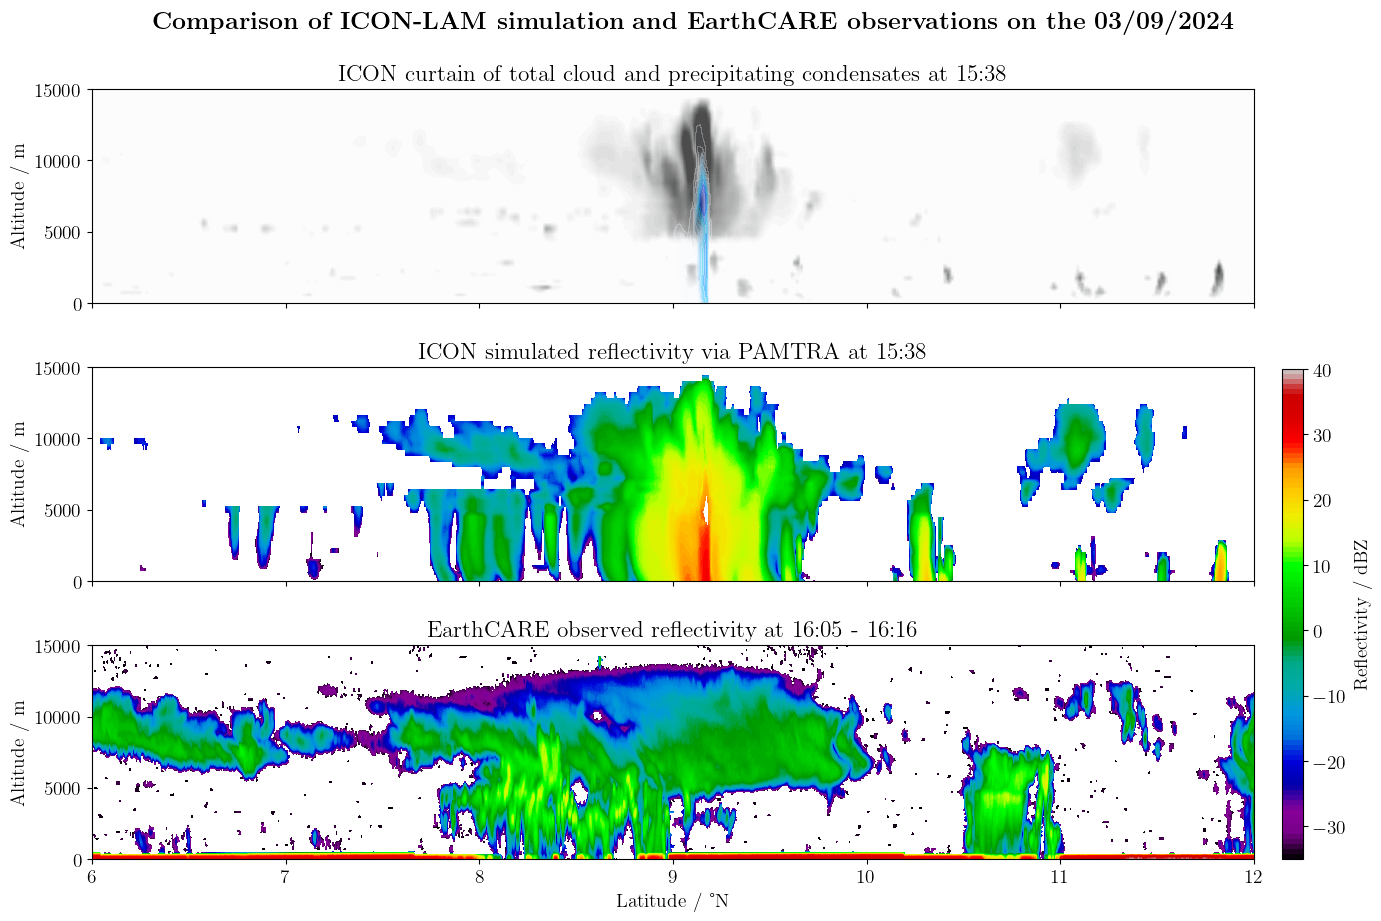 Comparison of ICON-LAM simulation and EarthCARE observations on the 03/09/2024
ICON curtain of total cloud and precipitating condensates at 15:38
15000
10000
5000
0
Altitude / m
ICON simulated reflectivity via PAMTRA at 15:38
15000
10000
5000
0
Altitude / m
EarthCARE observed reflectivity at 16:05 - 16:16
15000
10000
5000
0
Altitude / m
6 7 8 9 10 11 12
Latitude / °N
40
30
20
10
0
−10
−20
−30
Reflectivity / dBZ